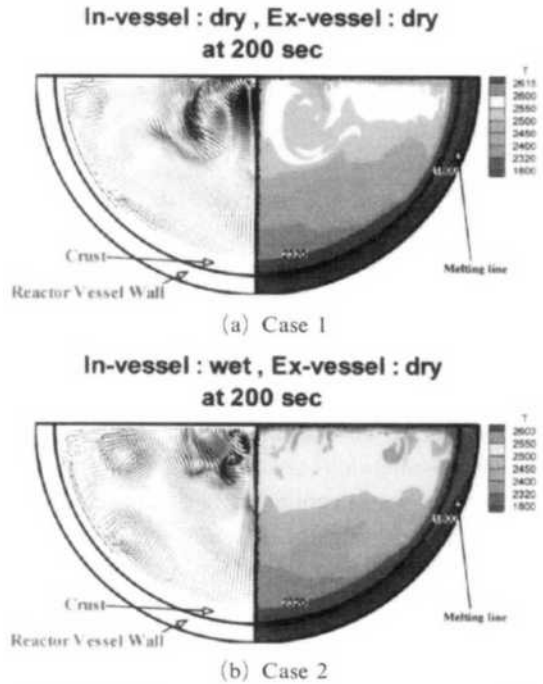 In-vessel : dry , Ex-vessel : dry
at 200 sec
T
2615
2600
2550
2500
2450
2400
2320
1800
Crust
Reactor Vessel Wall
Melting line
(a) Case 1
In-vessel : wet , Ex-vessel : dry
at 200 sec
T
2603
2550
2500
2450
2400
2320
1800
Crust
Reactor Vessel Wall
Melting line
(b) Case 2